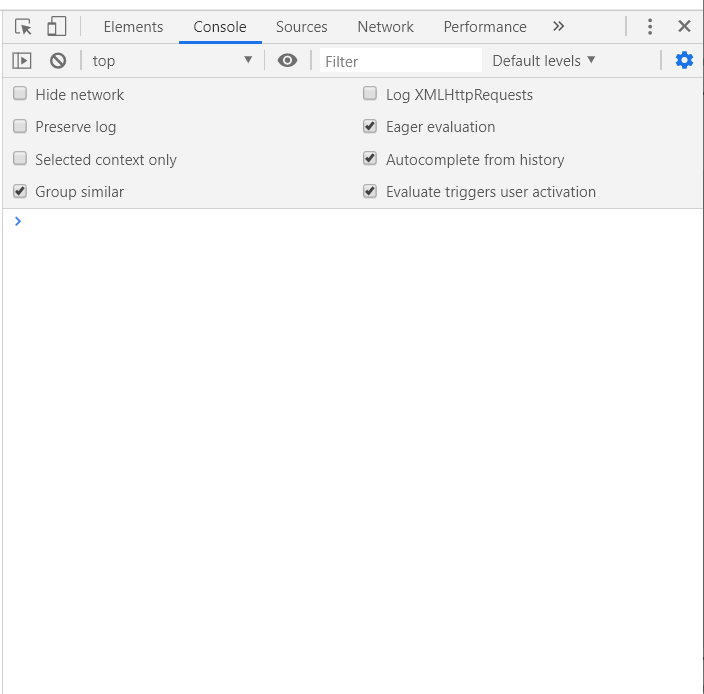 Elements Console Sources Network Performance
top Filter Default levels
Hide network Log XMLHttpRequests
Preserve log Eager evaluation
Selected context only Autocomplete from history
Group similar Evaluate triggers user activation